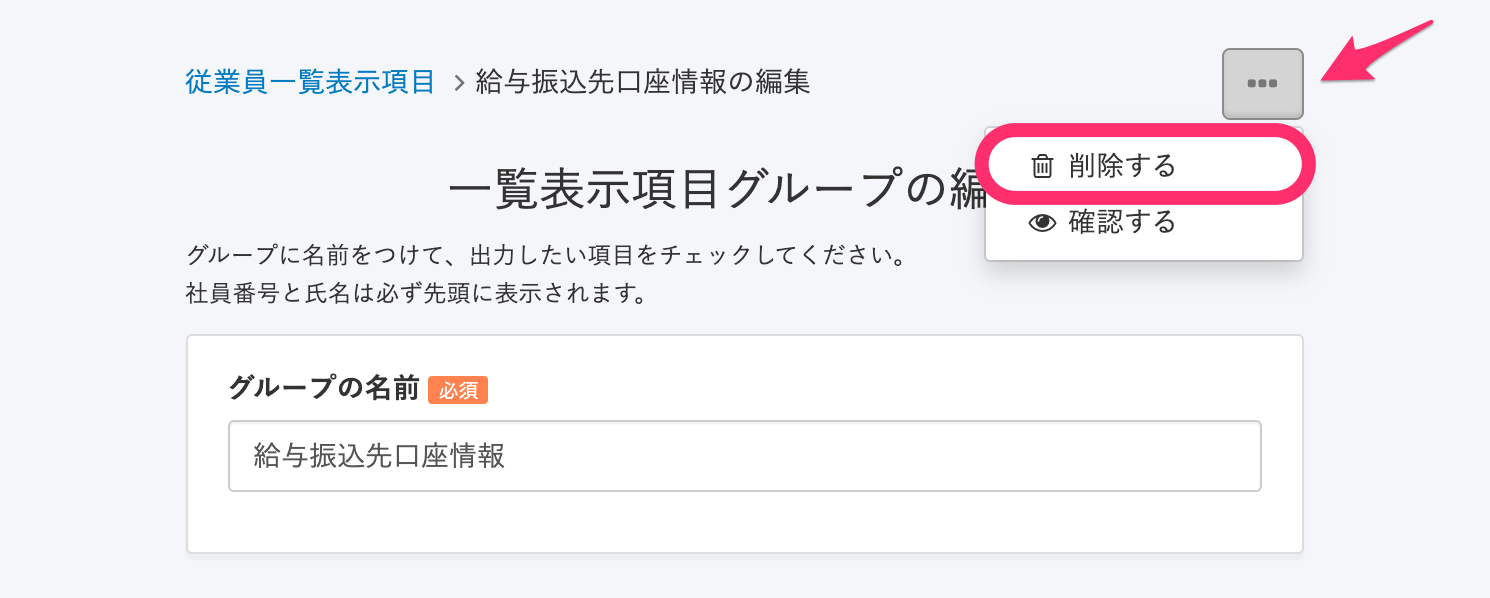 従業員一覧表示項目 > 給与振込先口座情報の編集
一覧表示項目グループの編
削除する
確認する
グループに名前をつけて、出力したい項目をチェックしてください。
社員番号と氏名は必ず先頭に表示されます。
グループの名前 必須
給与振込先口座情報